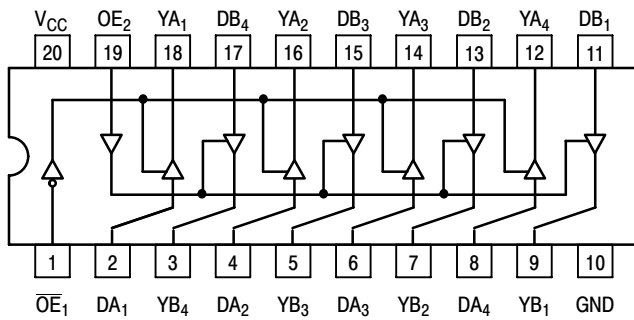 VCC OE2 YA1 DB4 YA2 DB3 YA3 DB2 YA4 DB1
20 19 18 17 16 15 14 13 12 11
1 2 3 4 5 6 7 8 9 10
O̅E̅1 DA1 YB4 DA2 YB3 DA3 YB2 DA4 YB1 GND